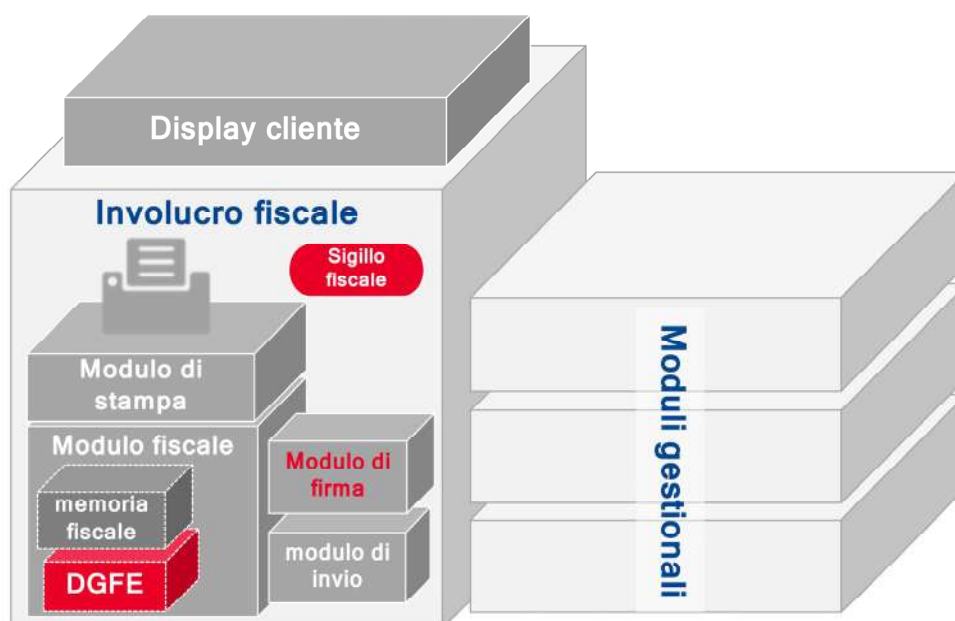 Display cliente
Involucro fiscale
Sigillo
fiscale
Modulo di
stampa
Modulo fiscale
memoria
fiscale
DGFE
Modulo di
firma
modulo di
invio
Moduli gestionali